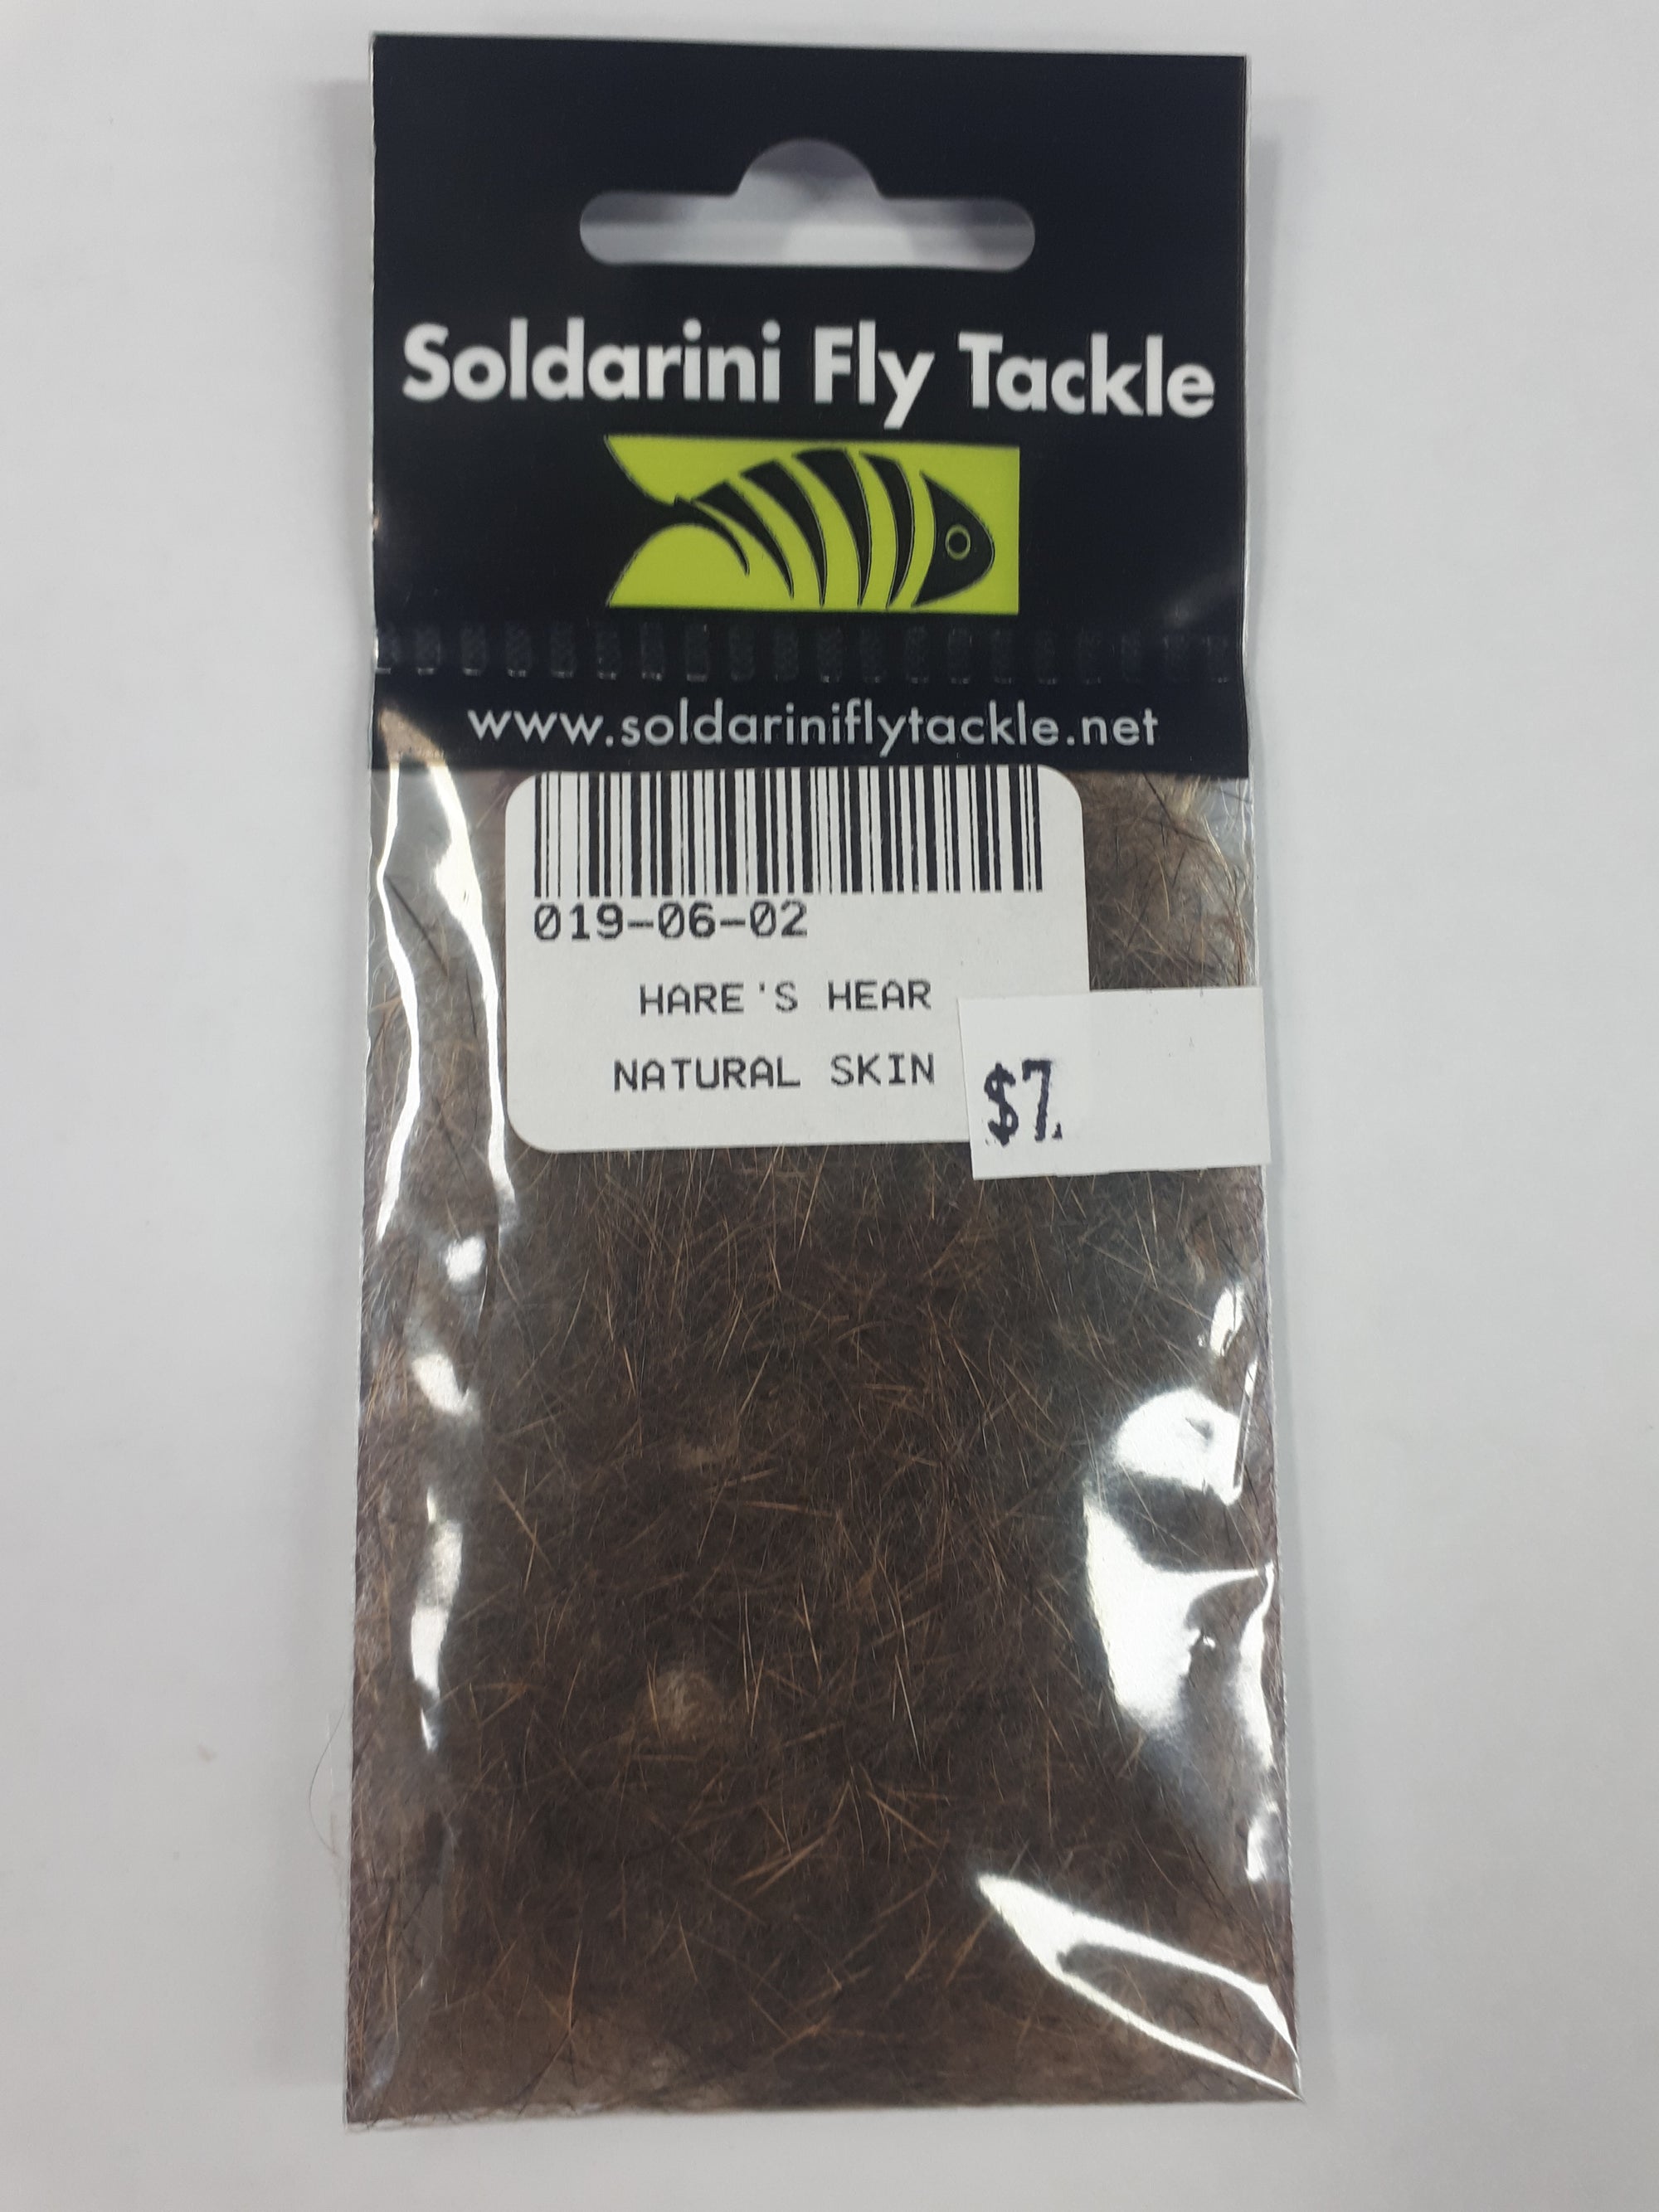 Soldarini Fly Tackle
www.soldariniflytackle.net
019-06-02
HARE'S HEAR
NATURAL SKIN
$7.